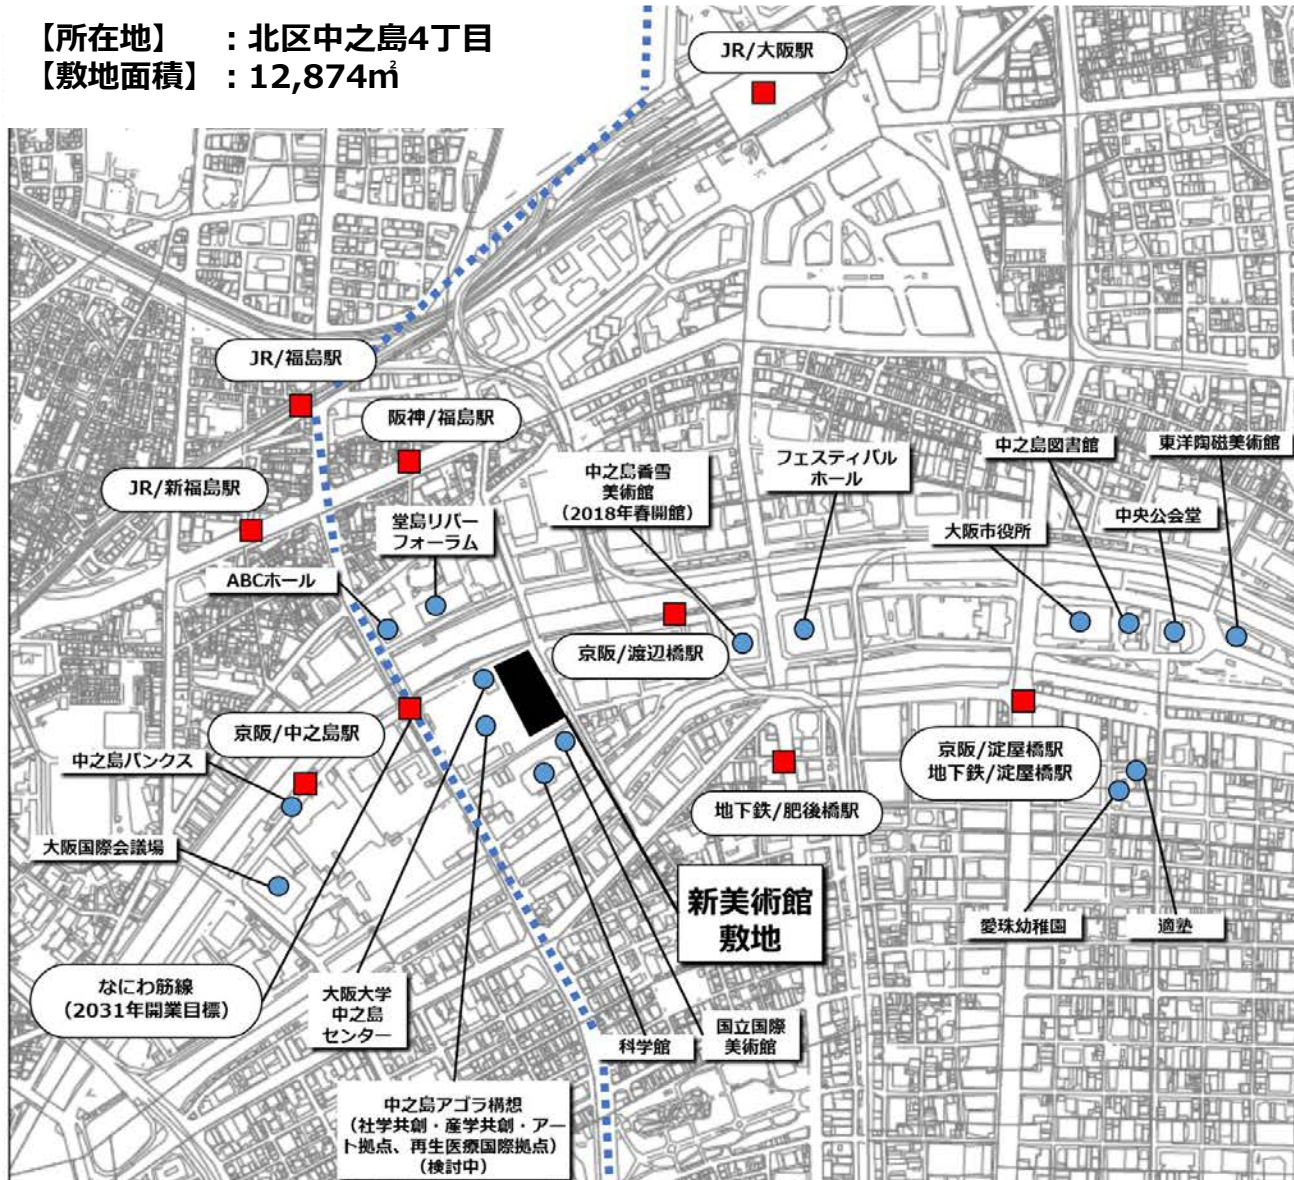 【所在地】 ：北区中之島4丁目
【敷地面積】：12,874㎡
JR/大阪駅
JR/福島駅
阪神/福島駅
JR/新福島駅
中之島香雪
美術館
（2018年春開館）
フェスティバル
ホール
中之島図書館
東洋陶磁美術館
大阪市役所
中央公会堂
堂島リバー
フォーラム
ABCホール
京阪/渡辺橋駅
京阪/中之島駅
中之島バンクス
京阪/淀屋橋駅
地下鉄/淀屋橋駅
地下鉄/肥後橋駅
大阪国際会議場
新美術館
敷地
愛珠幼稚園
適塾
なにわ筋線
（2031年開業目標）
大阪大学
中之島
センター
科学館
国立国際
美術館
中之島アゴラ構想
（社学共創・産学共創・アー
ト拠点、再生医療国際拠点）
（検討中）